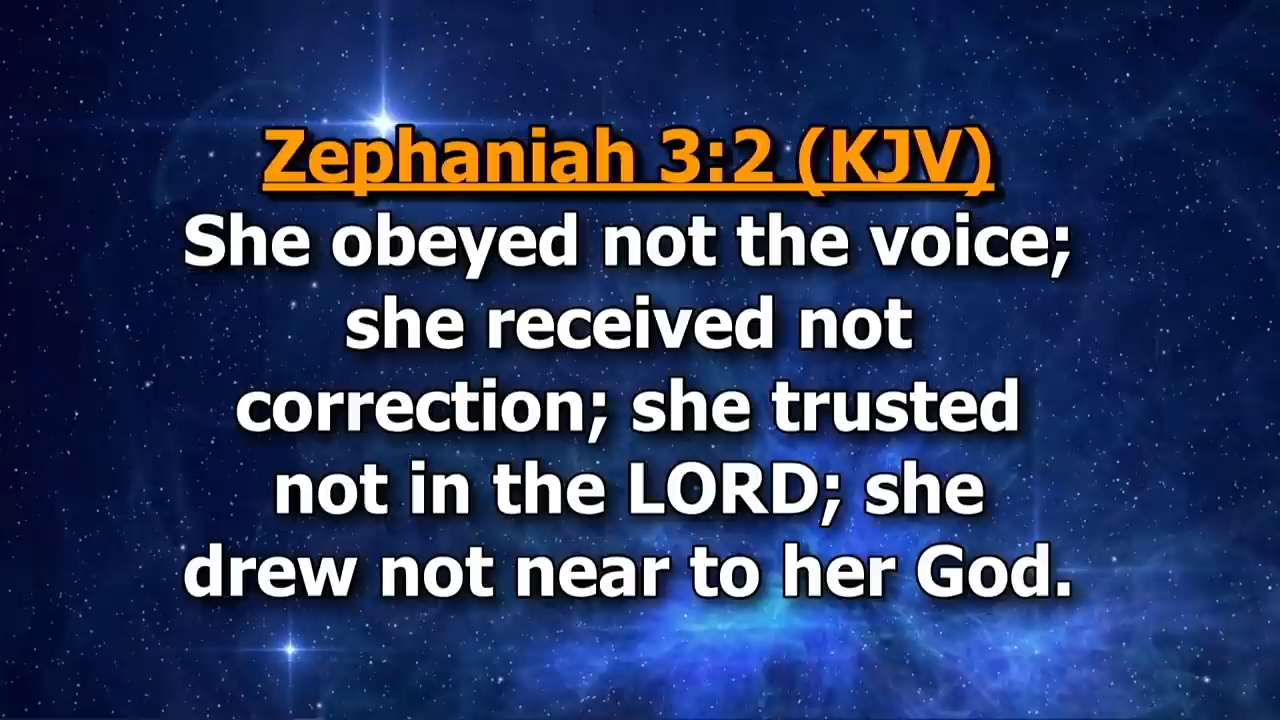 Zephaniah 3:2 (KJV)
She obeyed not the voice;
she received not
correction; she trusted
not in the LORD; she
drew not near to her God.